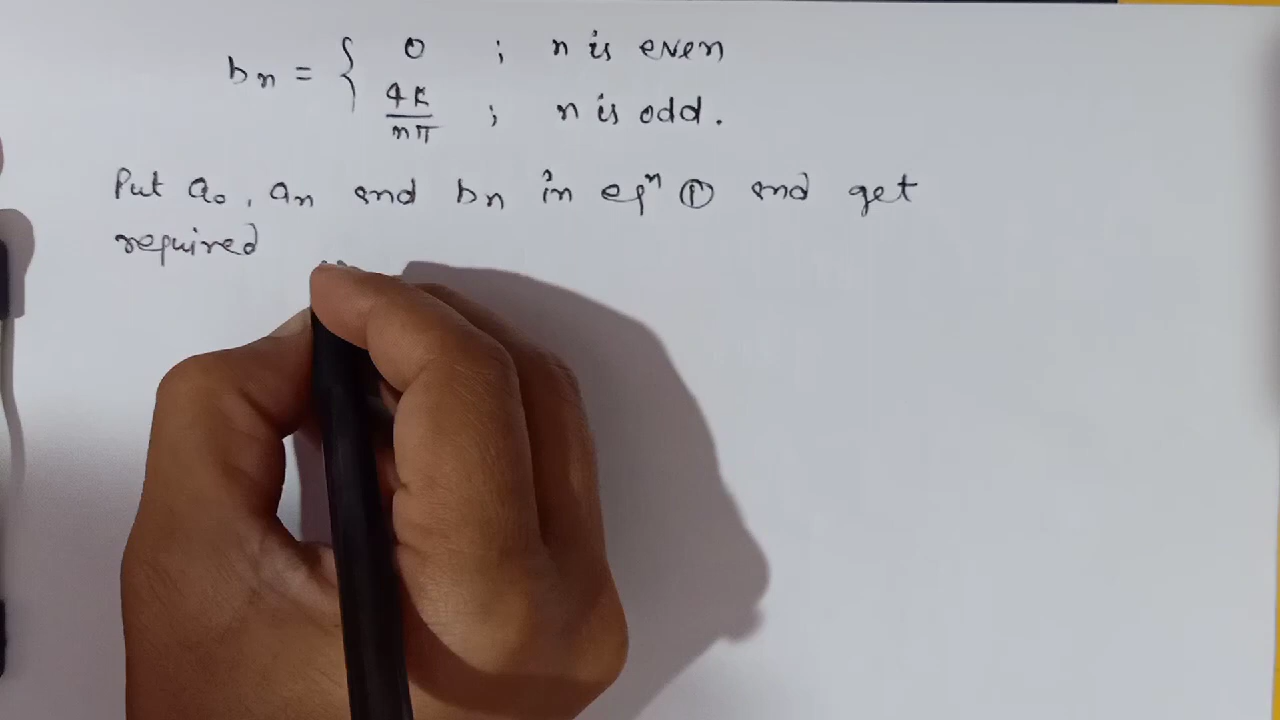 bn = { 0 ; n is even
4K/nπ ; n is odd.
Put a₀, an and bn in eqⁿ ① and get
required